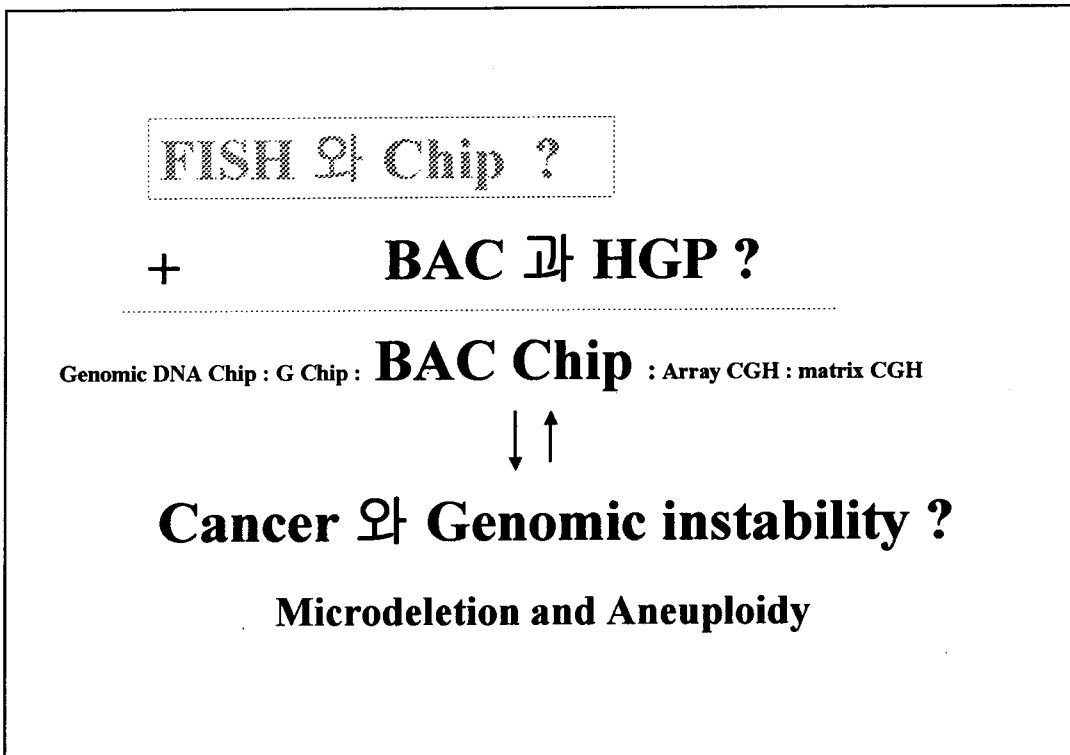 FISH 와 Chip ?
+ BAC 과 HGP ?
Genomic DNA Chip : G Chip : BAC Chip : Array CGH : matrix CGH
↓ ↑
Cancer 와 Genomic instability ?
Microdeletion and Aneuploidy